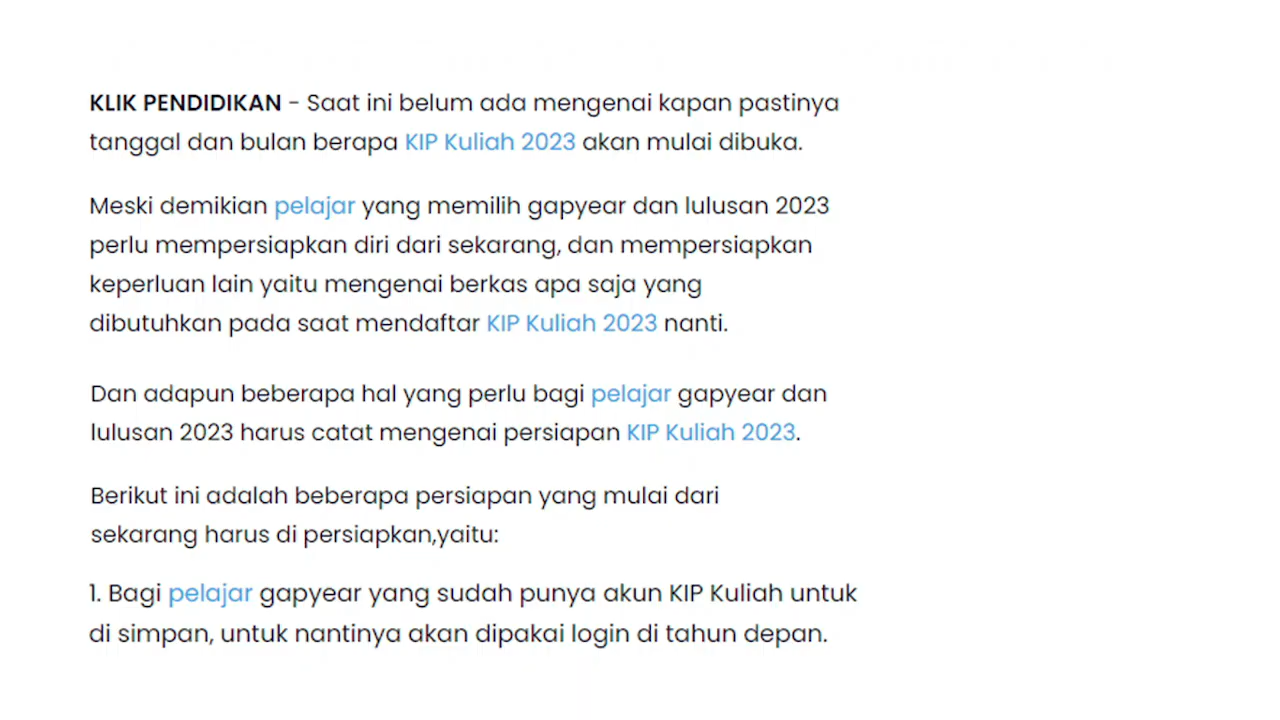 KLIK PENDIDIKAN - Saat ini belum ada mengenai kapan pastinya
tanggal dan bulan berapa KIP Kuliah 2023 akan mulai dibuka.
Meski demikian pelajar yang memilih gapyear dan lulusan 2023
perlu mempersiapkan diri dari sekarang, dan mempersiapkan
keperluan lain yaitu mengenai berkas apa saja yang
dibutuhkan pada saat mendaftar KIP Kuliah 2023 nanti.
Dan adapun beberapa hal yang perlu bagi pelajar gapyear dan
lulusan 2023 harus catat mengenai persiapan KIP Kuliah 2023.
Berikut ini adalah beberapa persiapan yang mulai dari
sekarang harus di persiapkan,yaitu:
1. Bagi pelajar gapyear yang sudah punya akun KIP Kuliah untuk
di simpan, untuk nantinya akan dipakai login di tahun depan.